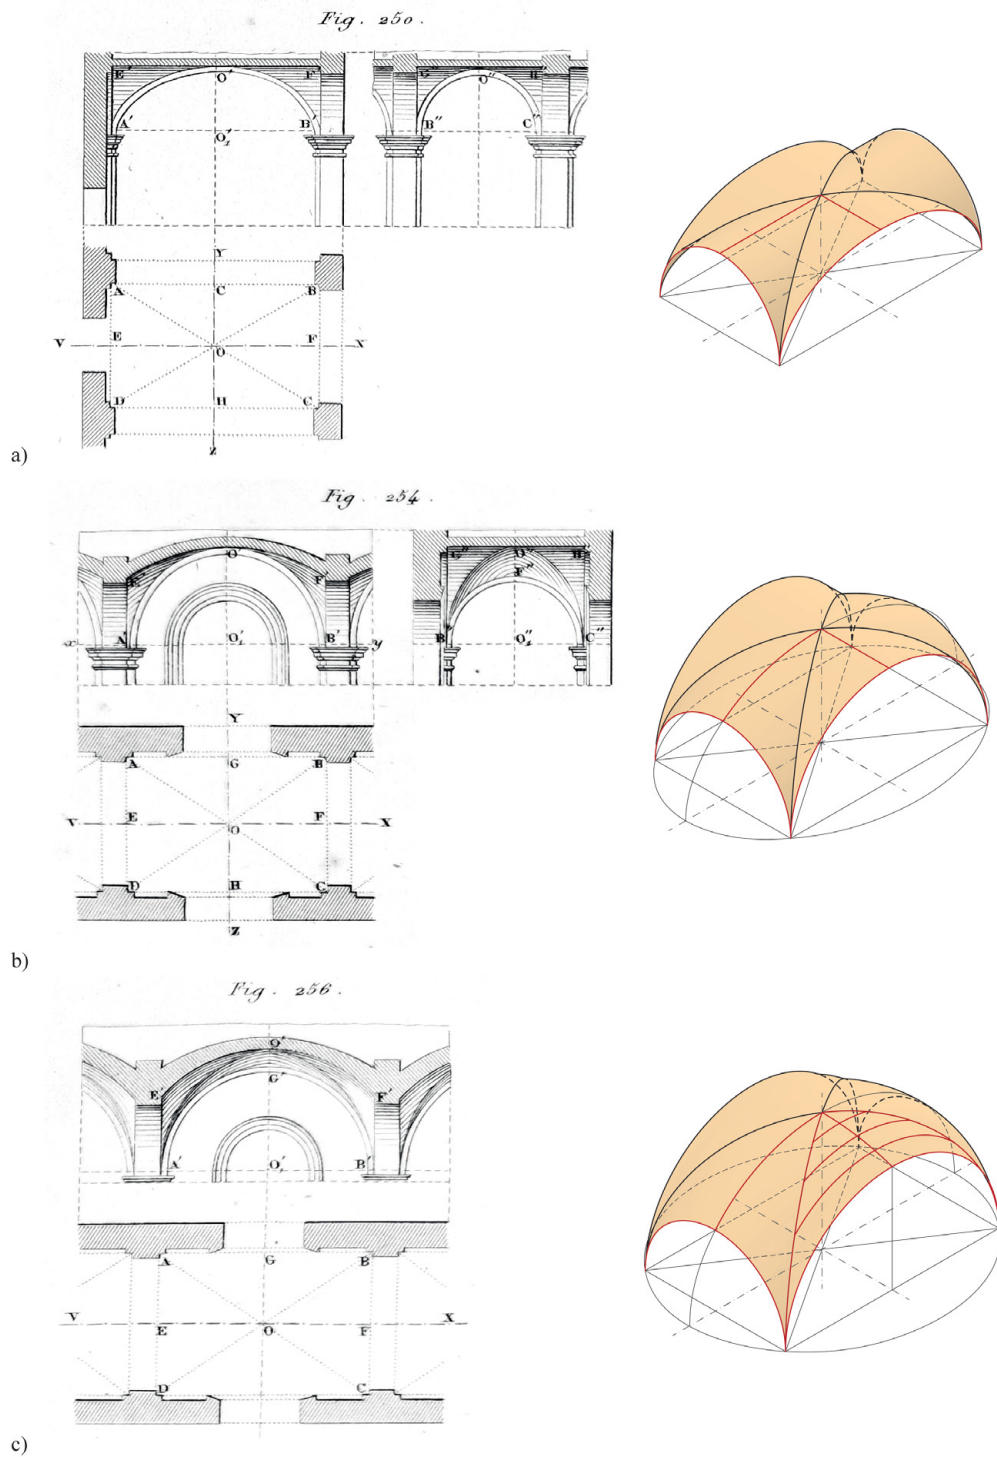 Fig. 250.
E' O' F' G'' O'' H''
A' O'₁ B' B'' C''
Y
A C B
V E O F X
D H C
Z
a)
Fig. 254.
O' G'' O'' H''
E' F' F''
x A' O'₁ B' y B'' O''₁ C''
Y
A G B
V E O F X
D H C
Z
b)
Fig. 256.
O'
E' G' F'
A' O'₁ B'
A G B
V E O F X
D C
c)